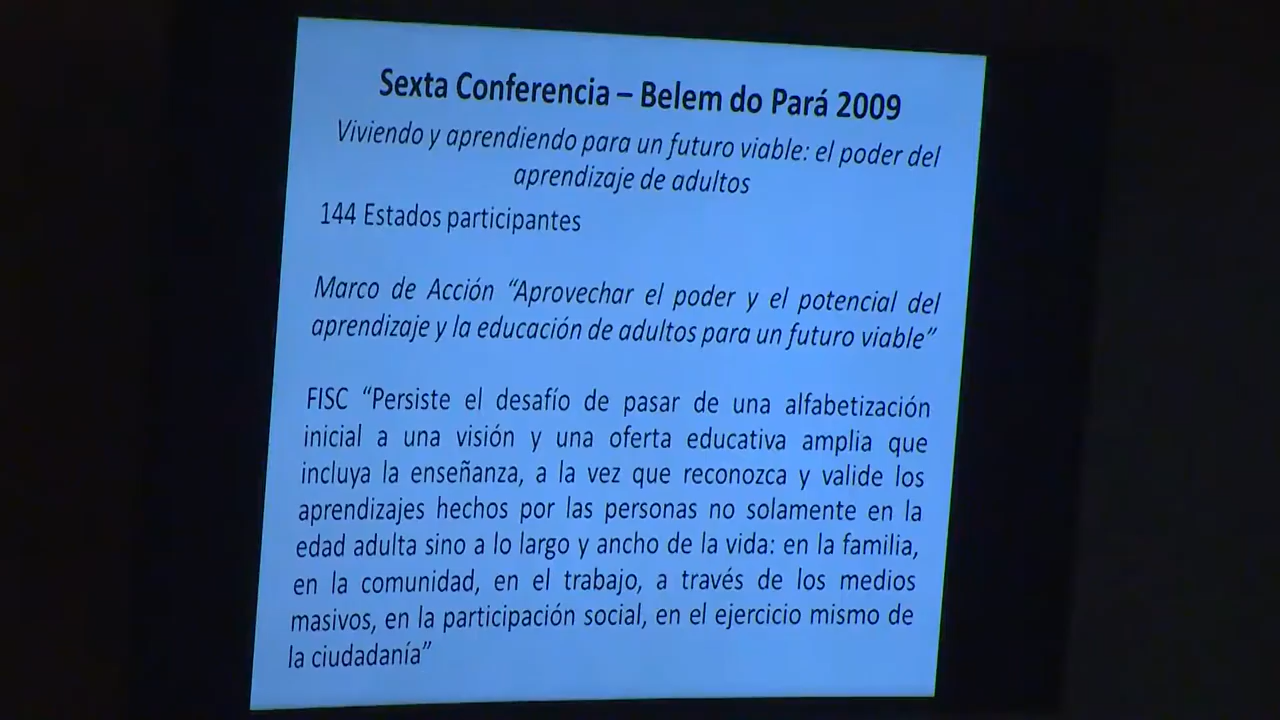 Sexta Conferencia – Belem do Pará 2009
Viviendo y aprendiendo para un futuro viable: el poder del
aprendizaje de adultos
144 Estados participantes
Marco de Acción “Aprovechar el poder y el potencial del
aprendizaje y la educación de adultos para un futuro viable”
FISC “Persiste el desafío de pasar de una alfabetización
inicial a una visión y una oferta educativa amplia que
incluya la enseñanza, a la vez que reconozca y valide los
aprendizajes hechos por las personas no solamente en la
edad adulta sino a lo largo y ancho de la vida: en la familia,
en la comunidad, en el trabajo, a través de los medios
masivos, en la participación social, en el ejercicio mismo de
la ciudadanía”